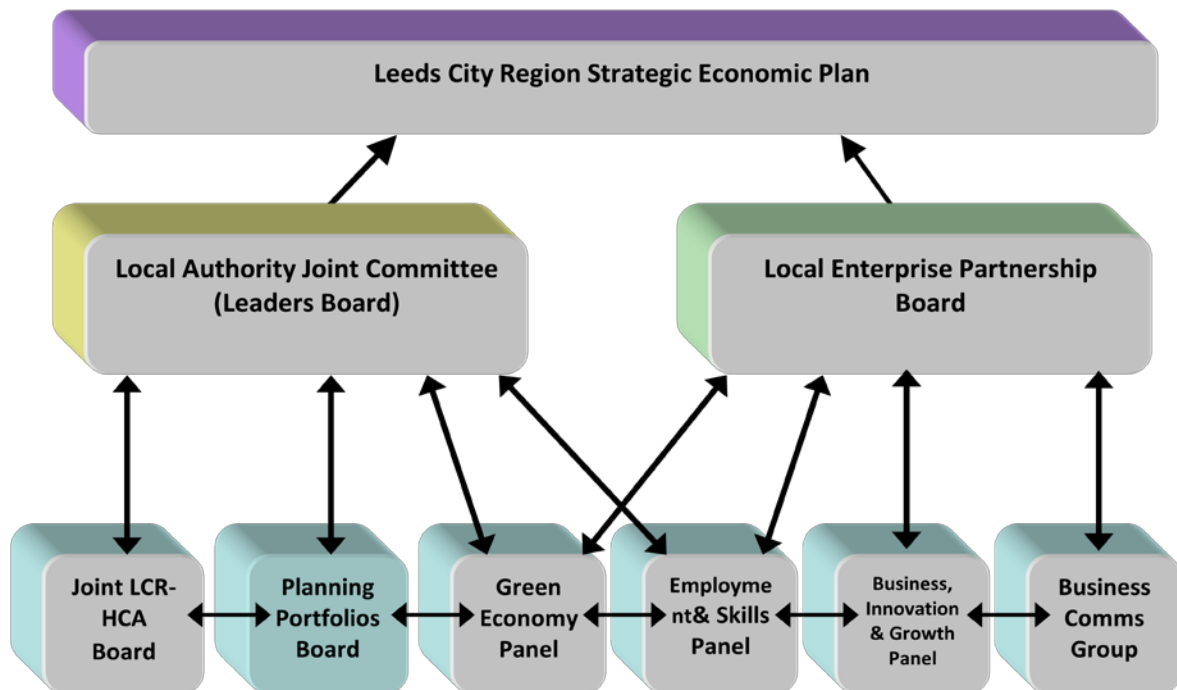 Leeds City Region Strategic Economic Plan
Local Authority Joint Committee
(Leaders Board)
Local Enterprise Partnership
Board
Joint LCR-
HCA
Board
Planning
Portfolios
Board
Green
Economy
Panel
Employme
nt& Skills
Panel
Business,
Innovation
& Growth
Panel
Business
Comms
Group